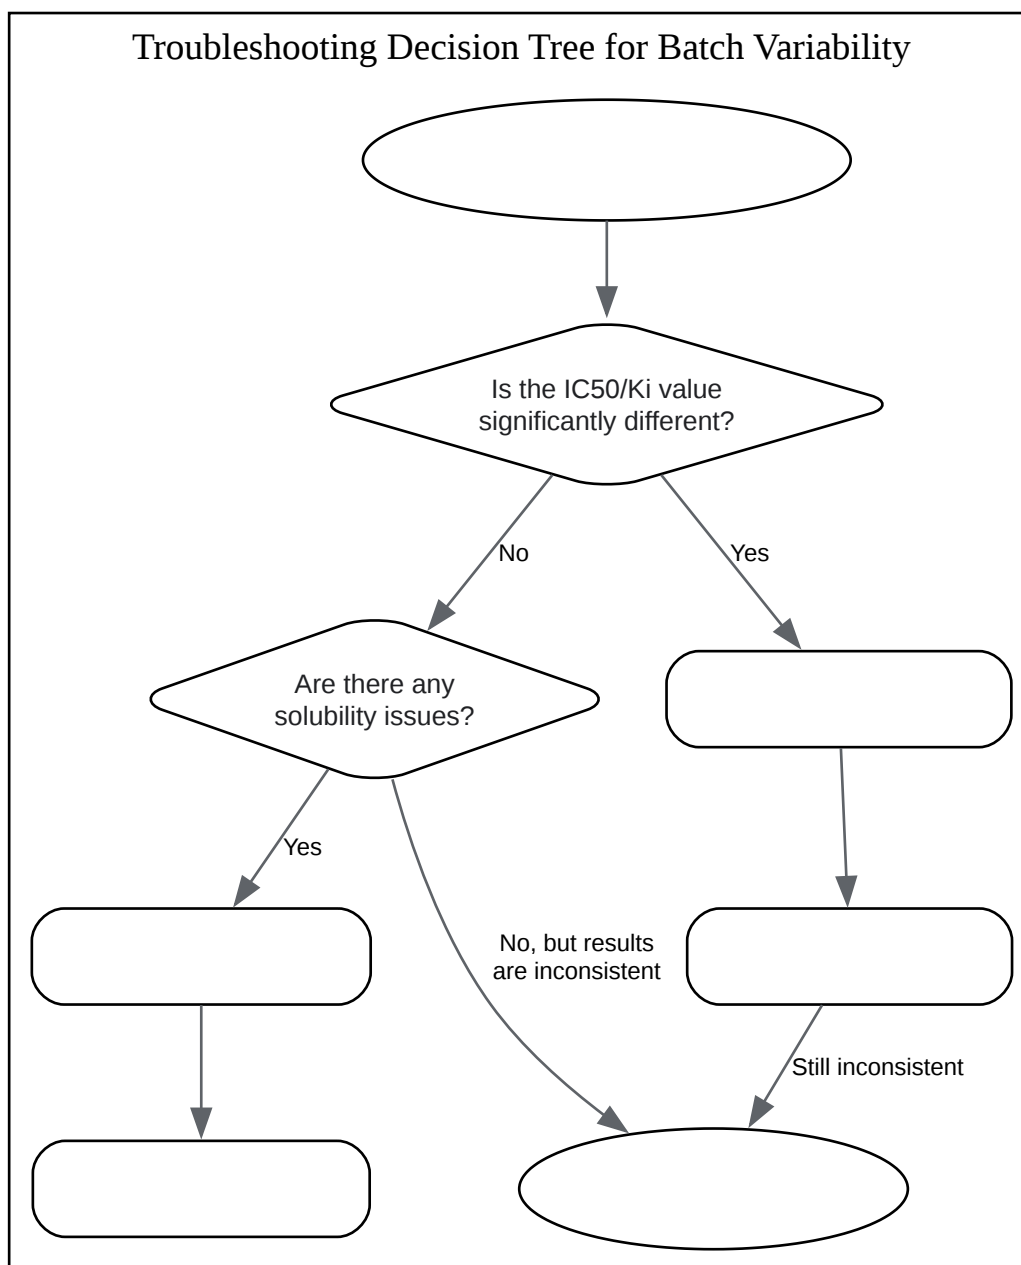 Troubleshooting Decision Tree for Batch Variability
Is the IC50/Ki value
significantly different?
No
Yes
Are there any
solubility issues?
Yes
No, but results
are inconsistent
Still inconsistent